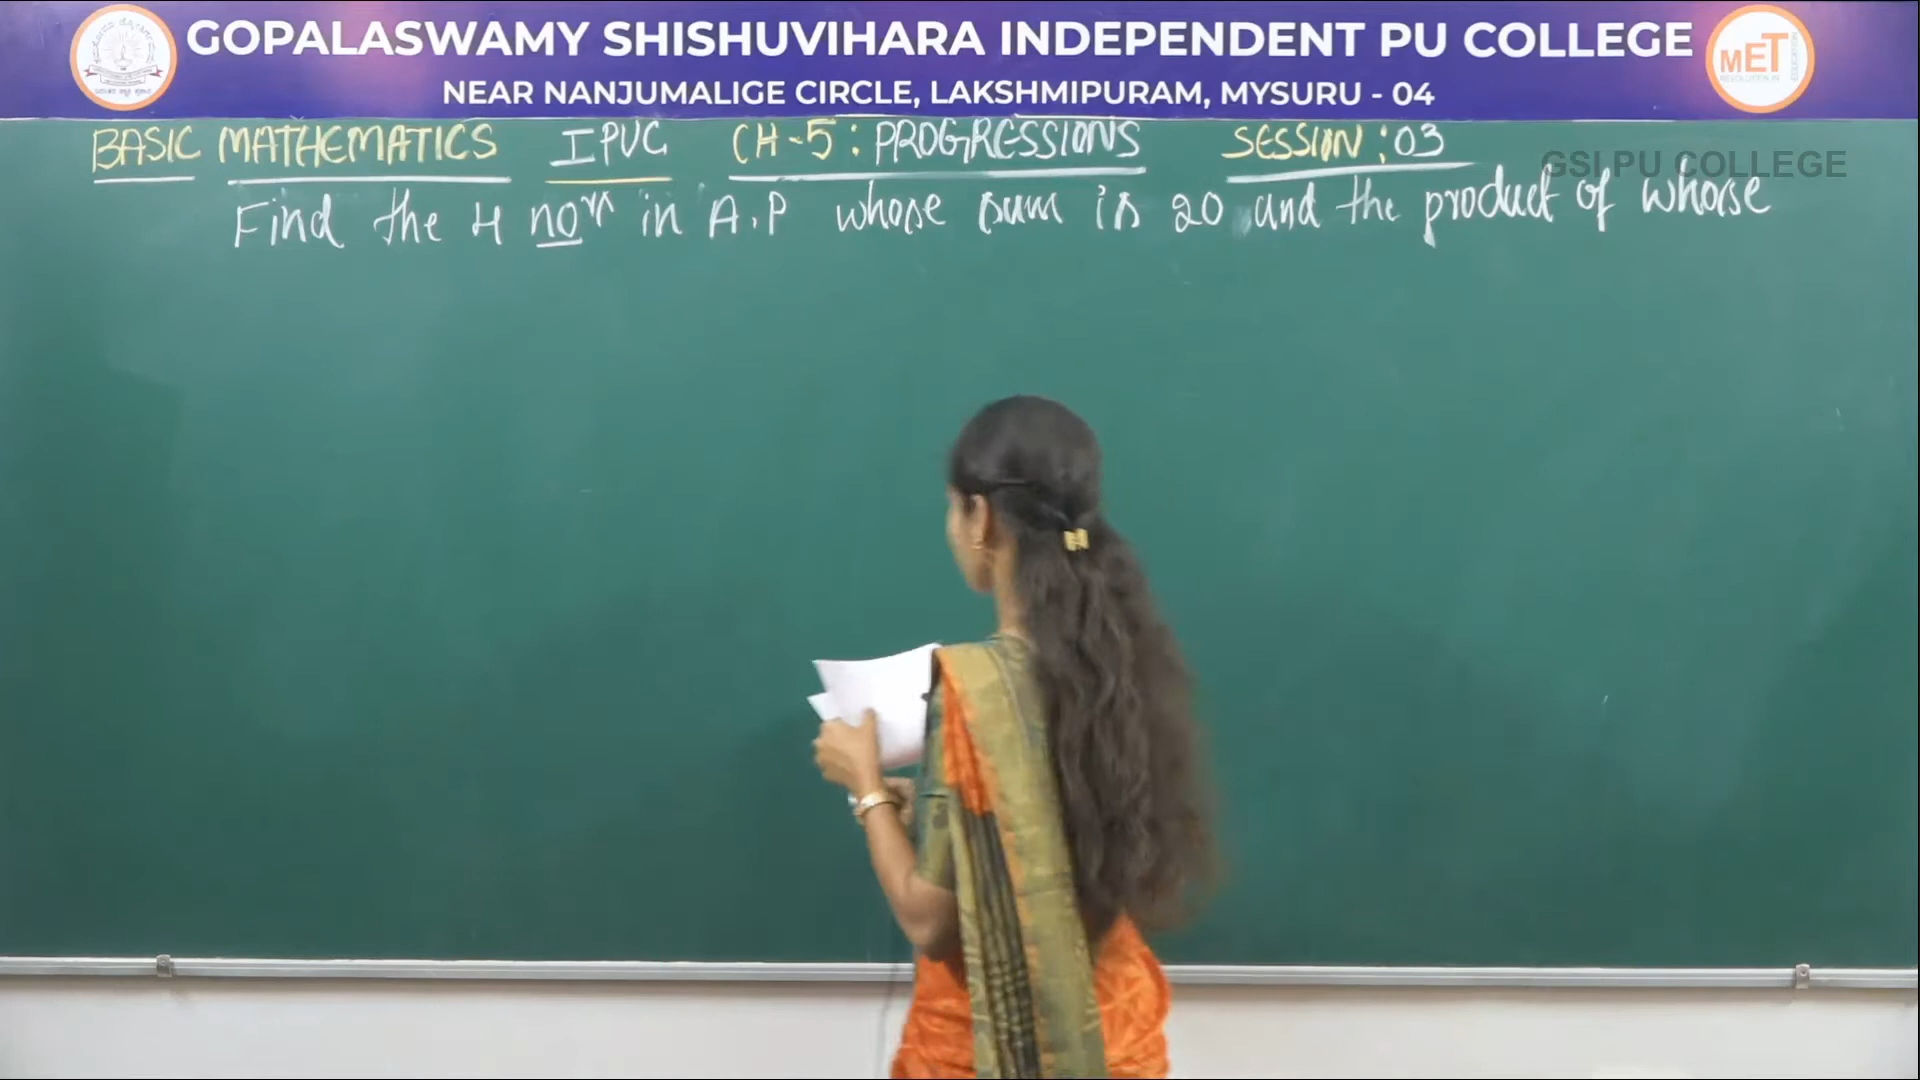 GOPALASWAMY SHISHUVIHARA INDEPENDENT PU COLLEGE
NEAR NANJUMALIGE CIRCLE, LAKSHMIPURAM, MYSURU - 04
MET
BASIC MATHEMATICS I PUC CH-5: PROGRESSIONS SESSION: 03
GSI PU COLLEGE
Find the 4 nos in A.P whose sum is 20 and the product of whose